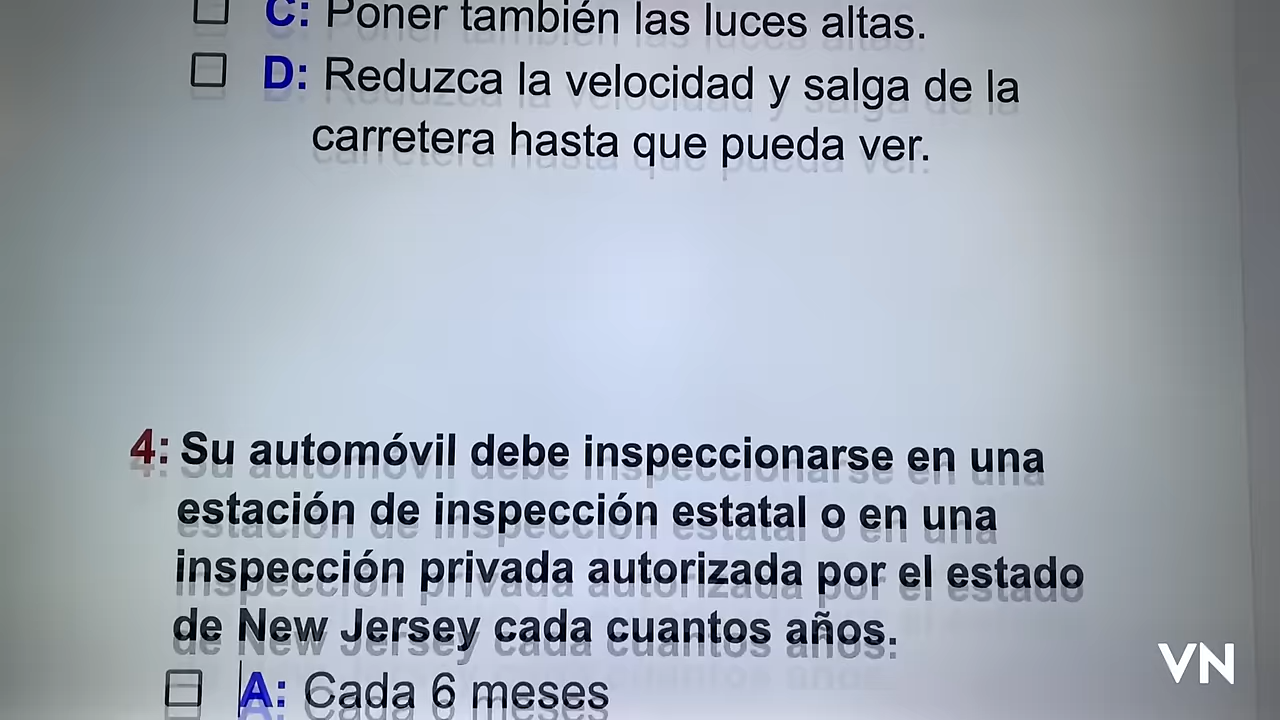 C: Poner también las luces altas.
D: Reduzca la velocidad y salga de la
carretera hasta que pueda ver.
4: Su automóvil debe inspeccionarse en una
estación de inspección estatal o en una
inspección privada autorizada por el estado
de New Jersey cada cuantos años.
A: Cada 6 meses
VN